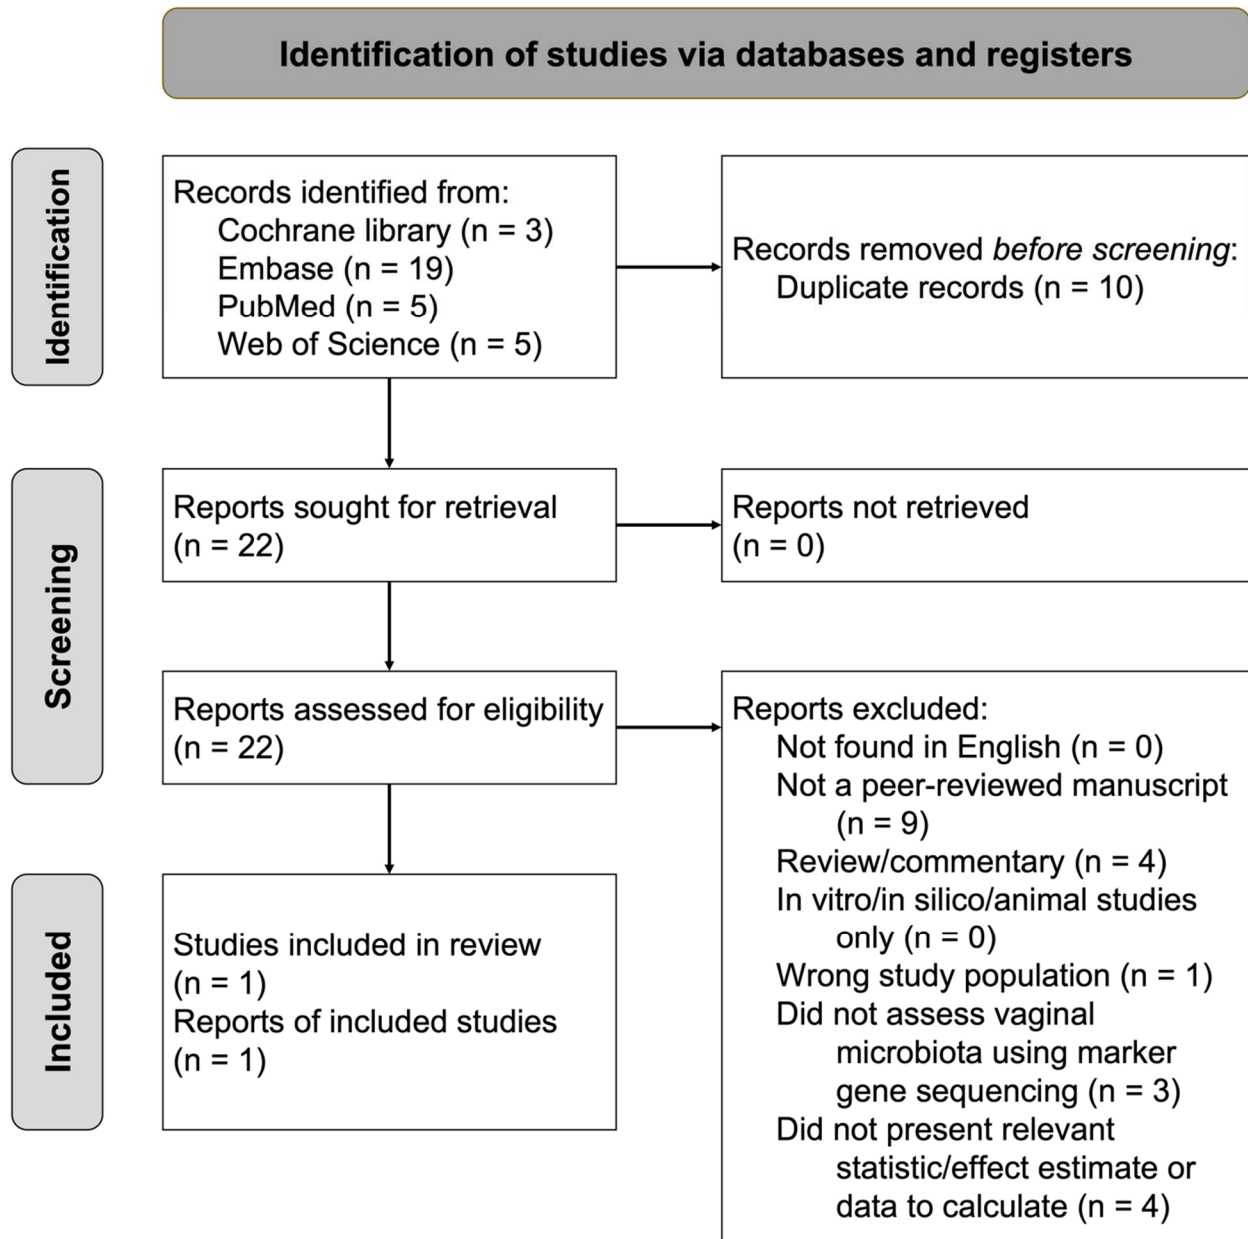 Identification of studies via databases and registers
Identification
Records identified from:
Cochrane library (n = 3)
Embase (n = 19)
PubMed (n = 5)
Web of Science (n = 5)
Records removed before screening:
Duplicate records (n = 10)
Screening
Reports sought for retrieval
(n = 22)
Reports not retrieved
(n = 0)
Reports assessed for eligibility
(n = 22)
Reports excluded:
Not found in English (n = 0)
Not a peer-reviewed manuscript
(n = 9)
Review/commentary (n = 4)
In vitro/in silico/animal studies
only (n = 0)
Wrong study population (n = 1)
Did not assess vaginal
microbiota using marker
gene sequencing (n = 3)
Did not present relevant
statistic/effect estimate or
data to calculate (n = 4)
Included
Studies included in review
(n = 1)
Reports of included studies
(n = 1)